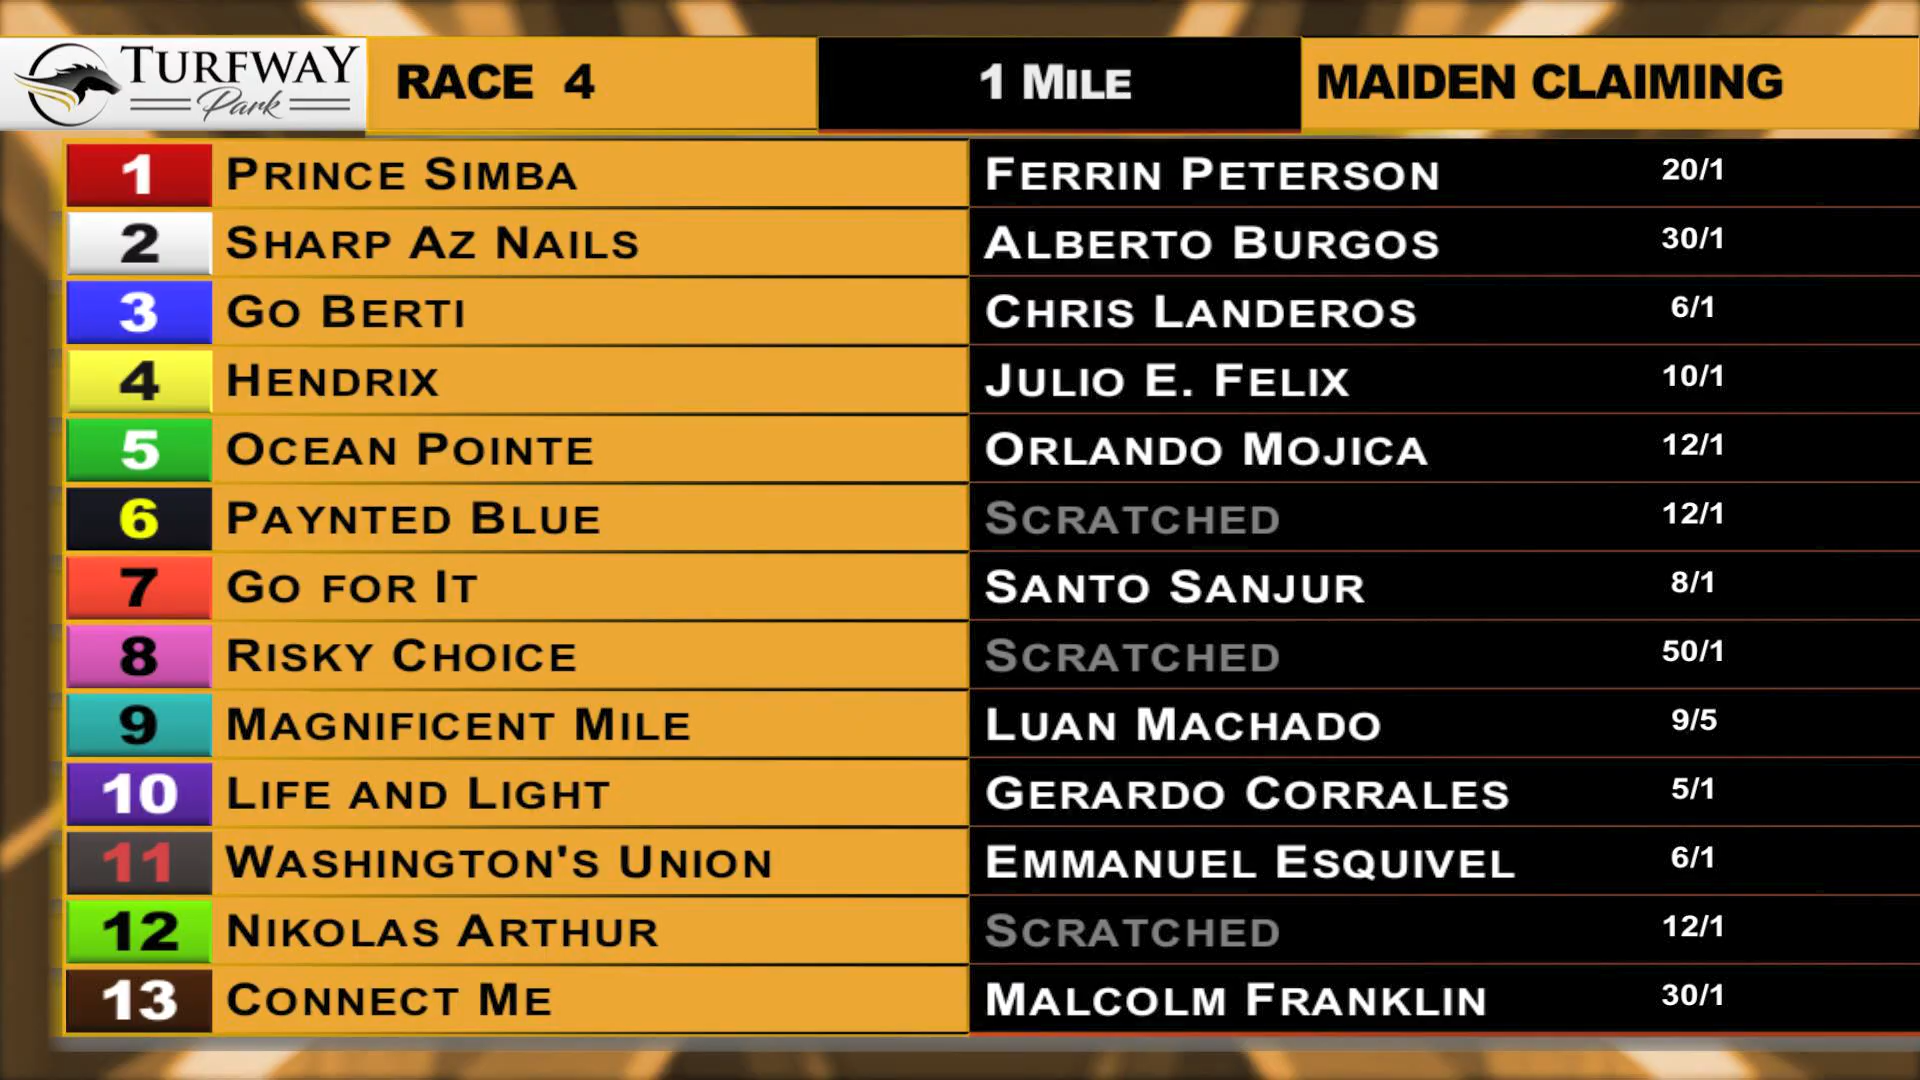 TURFWAY Park RACE 4 1 MILE MAIDEN CLAIMING
1 PRINCE SIMBA FERRIN PETERSON 20/1
2 SHARP AZ NAILS ALBERTO BURGOS 30/1
3 GO BERTI CHRIS LANDEROS 6/1
4 HENDRIX JULIO E. FELIX 10/1
5 OCEAN POINTE ORLANDO MOJICA 12/1
6 PAYNTED BLUE SCRATCHED 12/1
7 GO FOR IT SANTO SANJUR 8/1
8 RISKY CHOICE SCRATCHED 50/1
9 MAGNIFICENT MILE LUAN MACHADO 9/5
10 LIFE AND LIGHT GERARDO CORRALES 5/1
11 WASHINGTON'S UNION EMMANUEL ESQUIVEL 6/1
12 NIKOLAS ARTHUR SCRATCHED 12/1
13 CONNECT ME MALCOLM FRANKLIN 30/1